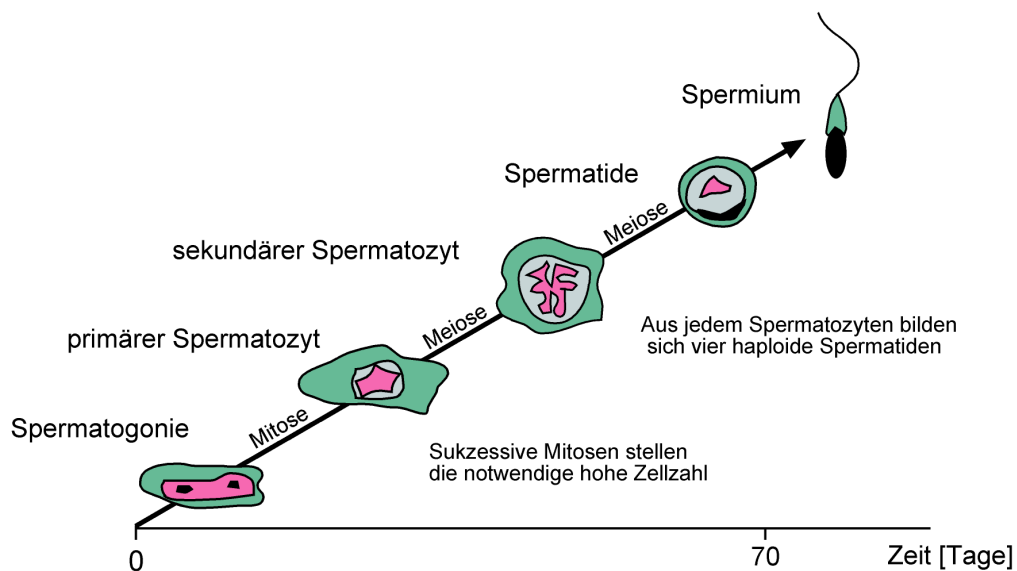 Spermium
Spermatide
Meiose
sekundärer Spermatozyt
Meiose
Aus jedem Spermatozyten bilden
sich vier haploide Spermatiden
primärer Spermatozyt
Mitose
Spermatogonie
Sukzessive Mitosen stellen
die notwendige hohe Zellzahl
0
70
Zeit [Tage]